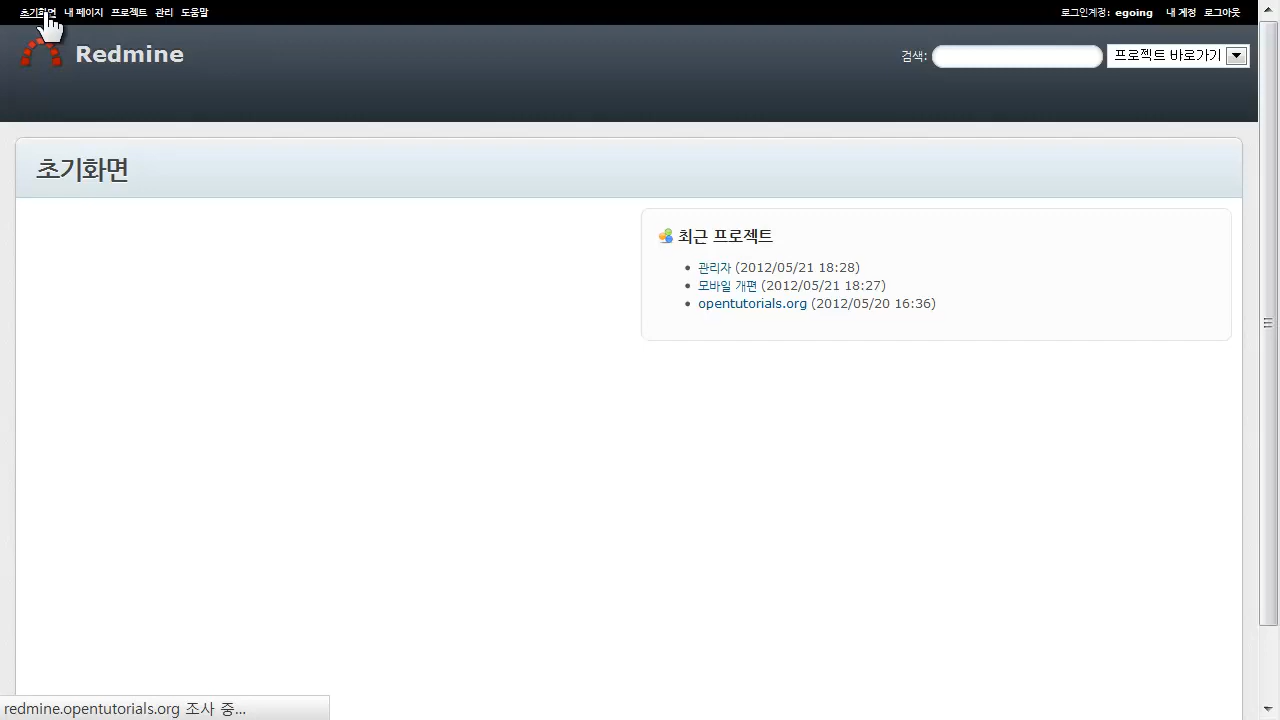 초기화면 내 페이지 프로젝트 관리 도움말
로그인계정: egoing 내 계정 로그아웃
Redmine
검색:
프로젝트 바로가기
초기화면
최근 프로젝트
관리자 (2012/05/21 18:28)
모바일 개편 (2012/05/21 18:27)
opentutorials.org (2012/05/20 16:36)
redmine.opentutorials.org 조사 중...